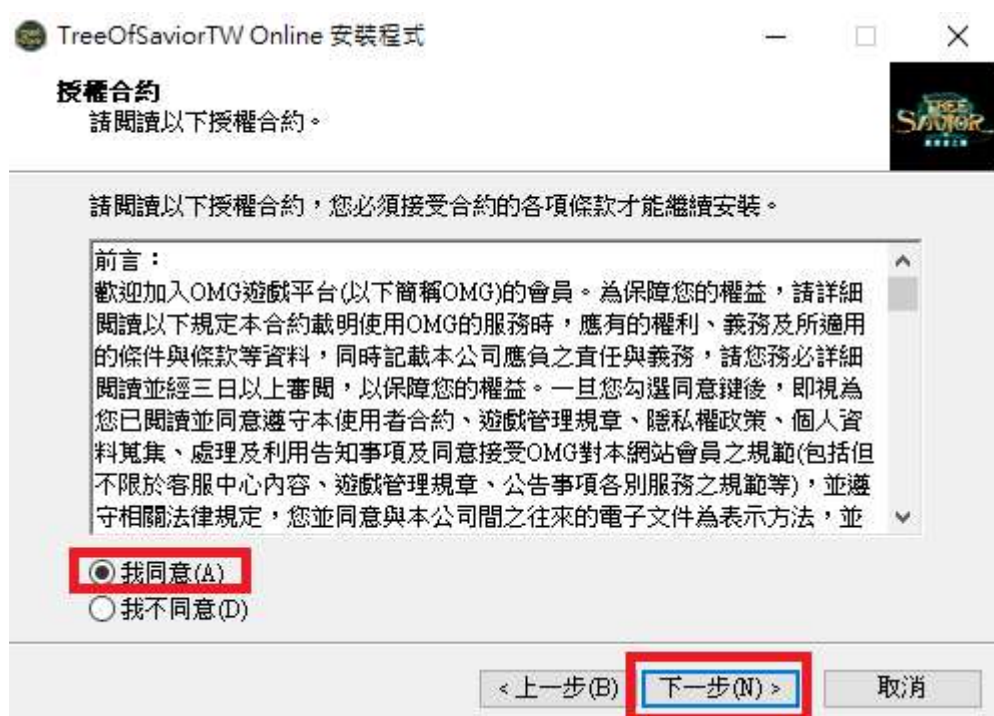 TreeOfSaviorTW Online 安裝程式
授權合約
請閱讀以下授權合約。
TREE
SAVIOR
請閱讀以下授權合約，您必須接受合約的各項條款才能繼續安裝。
前言：
歡迎加入OMG遊戲平台(以下簡稱OMG)的會員。為保障您的權益，請詳細
閱讀以下規定本合約載明使用OMG的服務時，應有的權利、義務及所適用
的條件與條款等資料，同時記載本公司應負之責任與義務，請您務必詳細
閱讀並經三日以上審閱，以保障您的權益。一旦您勾選同意鍵後，即視為
您已閱讀並同意遵守本使用者合約、遊戲管理規章、隱私權政策、個人資
料蒐集、處理及利用告知事項及同意接受OMG對本網站會員之規範(包括但
不限於客服中心內容、遊戲管理規章、公告事項各別服務之規範等)，並遵
守相關法律規定，您並同意與本公司間之往來的電子文件為表示方法，並
我同意(A)
我不同意(D)
< 上一步(B)
下一步(N) >
取消